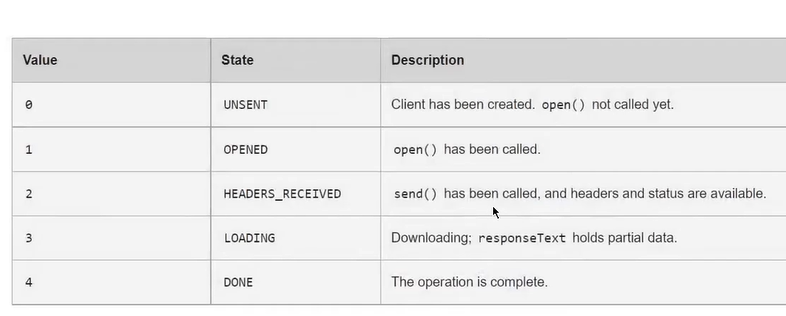 Value State Description
0 UNSENT Client has been created. open() not called yet.
1 OPENED open() has been called.
2 HEADERS_RECEIVED send() has been called, and headers and status are available.
3 LOADING Downloading; responseText holds partial data.
4 DONE The operation is complete.